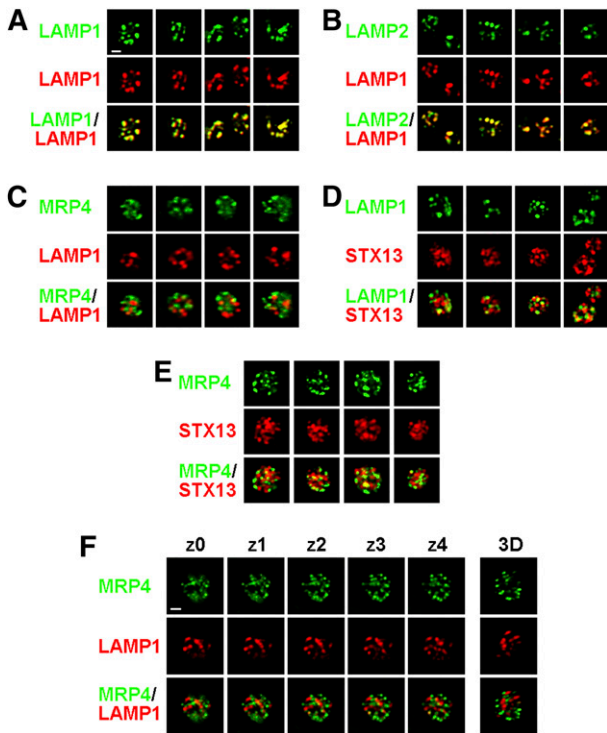 A
LAMP1
LAMP1
LAMP1/
LAMP1
B
LAMP2
LAMP1
LAMP2/
LAMP1
C
MRP4
LAMP1
MRP4/
LAMP1
D
LAMP1
STX13
LAMP1/
STX13
E
MRP4
STX13
MRP4/
STX13
F
z0 z1 z2 z3 z4 3D
MRP4
LAMP1
MRP4/
LAMP1